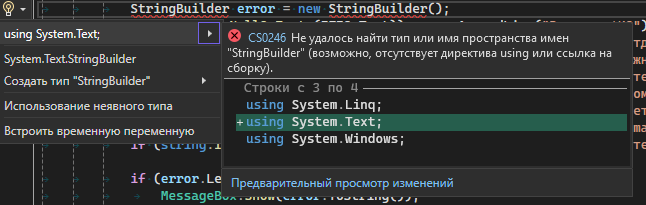 StringBuilder error = new StringBuilder();
using System.Text;
System.Text.StringBuilder
Создать тип "StringBuilder"
Использование неявного типа
Встроить временную переменную
CS0246 Не удалось найти тип или имя пространства имен
"StringBuilder" (возможно, отсутствует директива using или ссылка на
сборку).
Строки с 3 по 4
using System.Linq;
+using System.Text;
using System.Windows;
Предварительный просмотр изменений
if (string.
if (error.Le
MessageBox.Show(error.ToString());